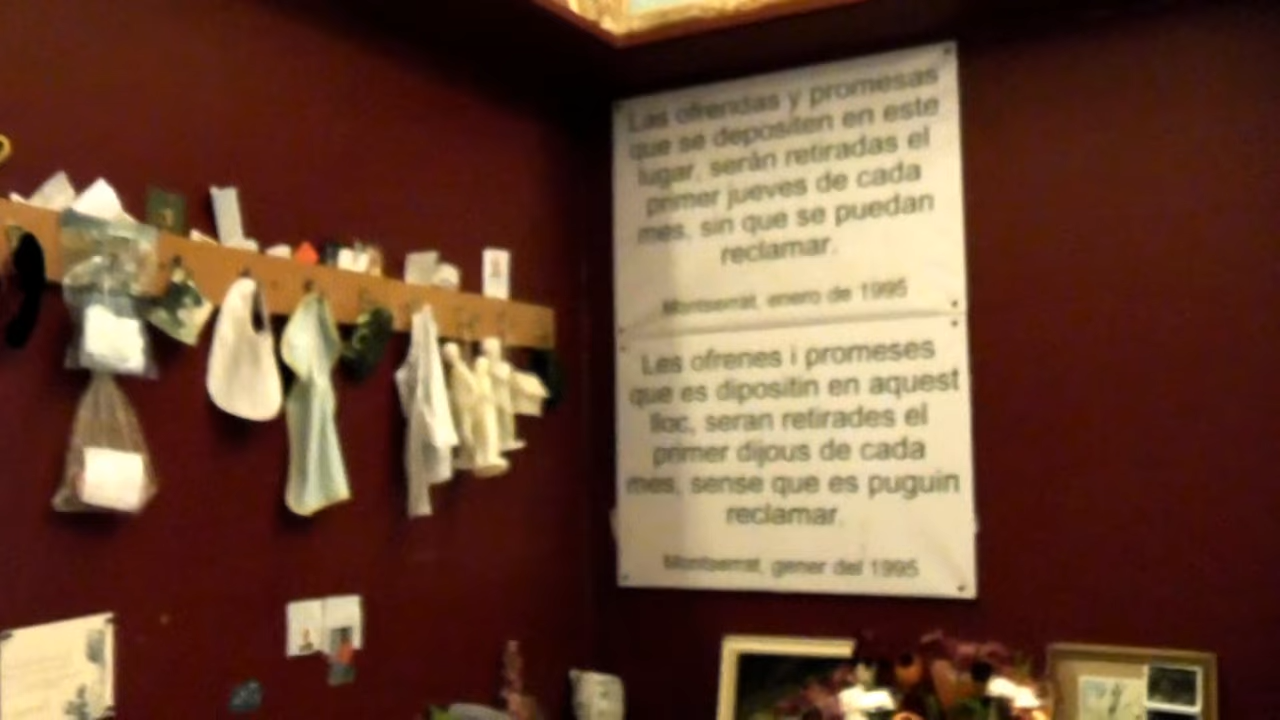 Las ofrendas y promesas
que se depositen en este
lugar, serán retiradas el
primer jueves de cada
mes, sin que se puedan
reclamar.
Montserrat, enero de 1995
Les ofrenes i promeses
que es dipositin en aquest
lloc, seran retirades el
primer dijous de cada
mes, sense que es puguin
reclamar.
Montserrat, gener del 1995